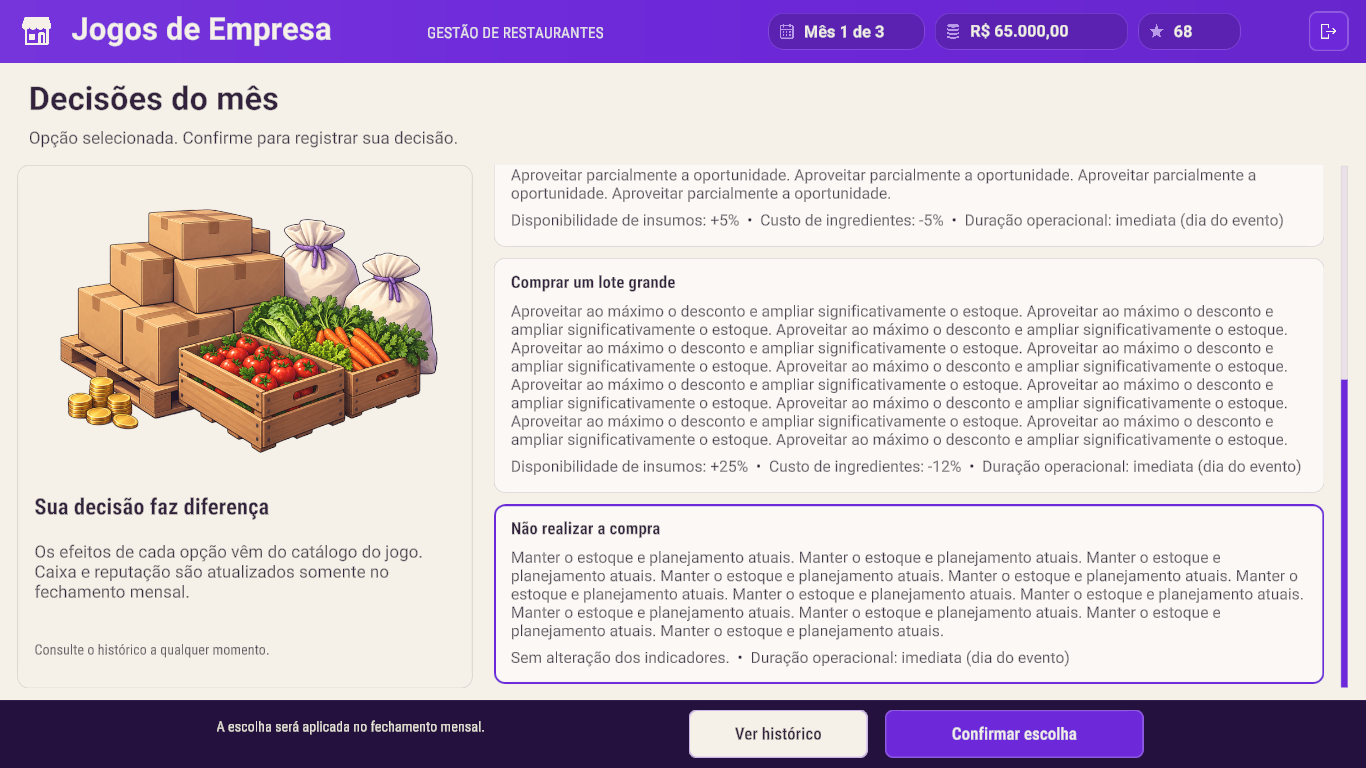 Jogos de Empresa
GESTÃO DE RESTAURANTES
Mês 1 de 3
R$ 65.000,00
68
Decisões do mês
Opção selecionada. Confirme para registrar sua decisão.
Sua decisão faz diferença
Os efeitos de cada opção vêm do catálogo do jogo.
Caixa e reputação são atualizados somente no
fechamento mensal.
Consulte o histórico a qualquer momento.
Aproveitar parcialmente a oportunidade. Aproveitar parcialmente a oportunidade. Aproveitar parcialmente a
oportunidade. Aproveitar parcialmente a oportunidade.
Disponibilidade de insumos: +5% • Custo de ingredientes: -5% • Duração operacional: imediata (dia do evento)
Comprar um lote grande
Aproveitar ao máximo o desconto e ampliar significativamente o estoque. Aproveitar ao máximo o desconto e
ampliar significativamente o estoque. Aproveitar ao máximo o desconto e ampliar significativamente o estoque.
Aproveitar ao máximo o desconto e ampliar significativamente o estoque. Aproveitar ao máximo o desconto e
ampliar significativamente o estoque. Aproveitar ao máximo o desconto e ampliar significativamente o estoque.
Aproveitar ao máximo o desconto e ampliar significativamente o estoque. Aproveitar ao máximo o desconto e
ampliar significativamente o estoque. Aproveitar ao máximo o desconto e ampliar significativamente o estoque.
Aproveitar ao máximo o desconto e ampliar significativamente o estoque. Aproveitar ao máximo o desconto e
ampliar significativamente o estoque. Aproveitar ao máximo o desconto e ampliar significativamente o estoque.
Disponibilidade de insumos: +25% • Custo de ingredientes: -12% • Duração operacional: imediata (dia do evento)
Não realizar a compra
Manter o estoque e planejamento atuais. Manter o estoque e planejamento atuais. Manter o estoque e
planejamento atuais. Manter o estoque e planejamento atuais. Manter o estoque e planejamento atuais. Manter o
estoque e planejamento atuais. Manter o estoque e planejamento atuais. Manter o estoque e planejamento atuais.
Manter o estoque e planejamento atuais. Manter o estoque e planejamento atuais. Manter o estoque e
planejamento atuais. Manter o estoque e planejamento atuais.
Sem alteração dos indicadores. • Duração operacional: imediata (dia do evento)
A escolha será aplicada no fechamento mensal.
Ver histórico
Confirmar escolha